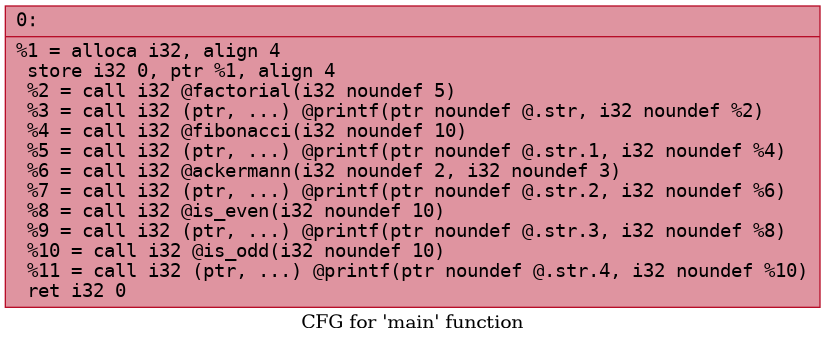 0:
%1 = alloca i32, align 4
store i32 0, ptr %1, align 4
%2 = call i32 @factorial(i32 noundef 5)
%3 = call i32 (ptr, ...) @printf(ptr noundef @.str, i32 noundef %2)
%4 = call i32 @fibonacci(i32 noundef 10)
%5 = call i32 (ptr, ...) @printf(ptr noundef @.str.1, i32 noundef %4)
%6 = call i32 @ackermann(i32 noundef 2, i32 noundef 3)
%7 = call i32 (ptr, ...) @printf(ptr noundef @.str.2, i32 noundef %6)
%8 = call i32 @is_even(i32 noundef 10)
%9 = call i32 (ptr, ...) @printf(ptr noundef @.str.3, i32 noundef %8)
%10 = call i32 @is_odd(i32 noundef 10)
%11 = call i32 (ptr, ...) @printf(ptr noundef @.str.4, i32 noundef %10)
ret i32 0
CFG for 'main' function